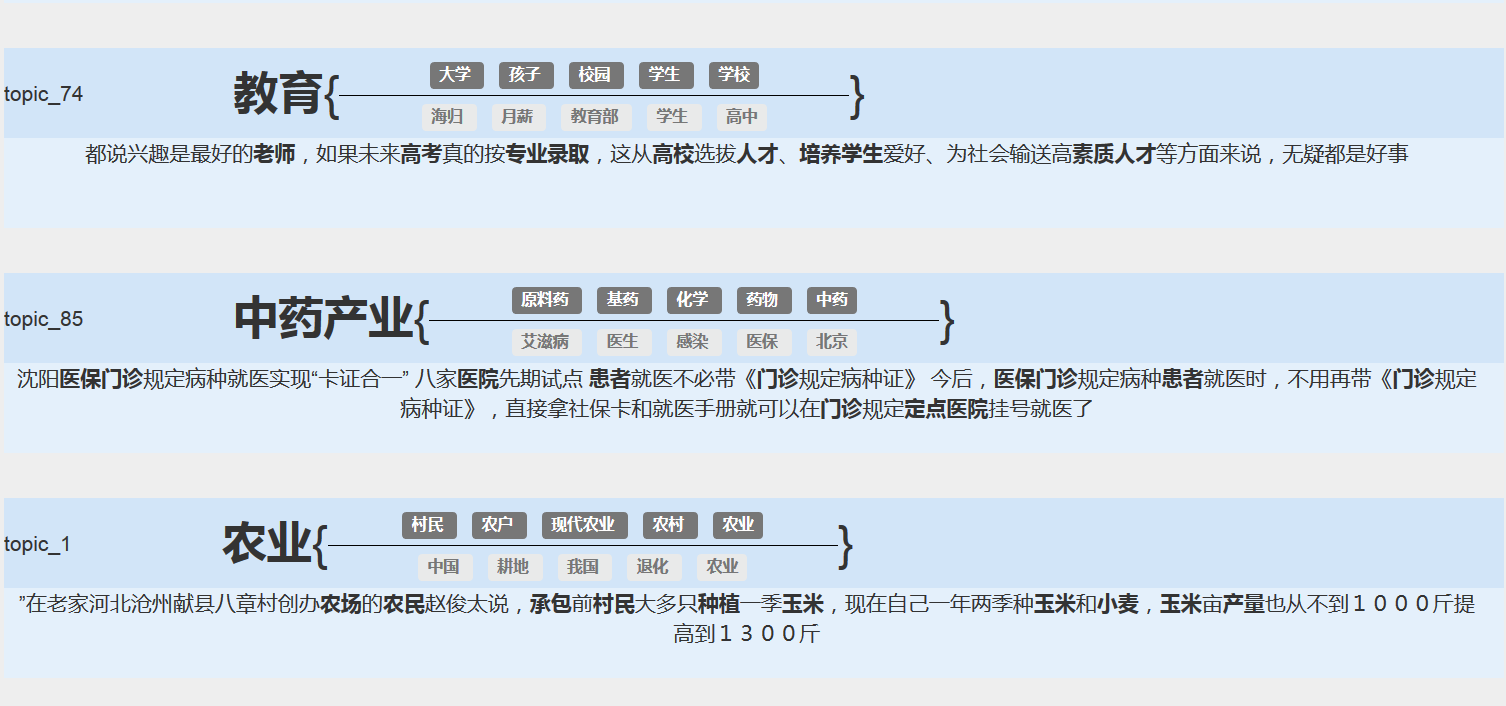 大学 孩子 校园 学生 学校
topic_74 教育{ }
海归 月薪 教育部 学生 高中
都说兴趣是最好的老师，如果未来高考真的按专业录取，这从高校选拔人才、培养学生爱好、为社会输送高素质人才等方面来说，无疑都是好事
原料药 基药 化学 药物 中药
topic_85 中药产业{ }
艾滋病 医生 感染 医保 北京
沈阳医保门诊规定病种就医实现“卡证合一” 八家医院先期试点 患者就医不必带《门诊规定病种证》 今后，医保门诊规定病种患者就医时，不用再带《门诊规定
病种证》，直接拿社保卡和就医手册就可以在门诊规定定点医院挂号就医了
村民 农户 现代农业 农村 农业
topic_1 农业{ }
中国 耕地 我国 退化 农业
”在老家河北沧州献县八章村创办农场的农民赵俊太说，承包前村民大多只种植一季玉米，现在自己一年两季种玉米和小麦，玉米亩产量也从不到１０００斤提
高到１３００斤